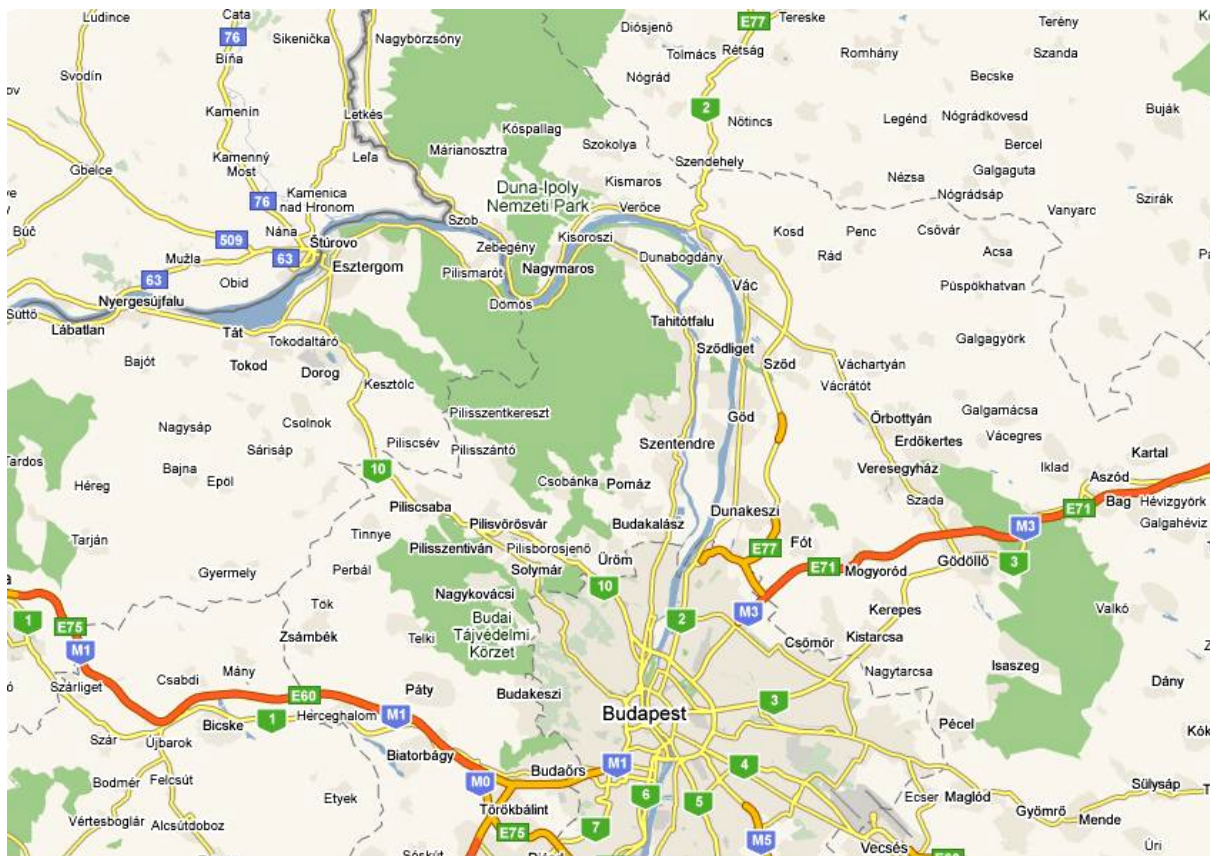 Ludince
Cata
76
Sikenička
Nagybörzsöny
Diósjenő
E77
Tereske
Terény
Bíňa
Tolmács
Rétság
Romhány
Szanda
Svodín
Nógrád
Becske
Kamenín
Letkés
2
Nőtincs
Legénd
Nógrádkövesd
Buják
Kóspallag
Szokolya
Bercel
Gbelce
Kamenný
Most
Leľa
Márianosztra
Szendehely
Nézsa
Galgaguta
Kamenica
nad Hronom
76
Duna-Ipoly
Nemzeti Park
Kismaros
Nógrádsáp
Vanyarc
Szirák
Búč
509
Nána
Štúrovo
Szob
Verőce
Kosd
Penc
Csővár
Mužla
63
Zebegény
Kisoroszi
Rád
Acsa
63
Obid
Esztergom
Pilismarót
Nagymaros
Dunabogdány
Vác
Püspökhatvan
Nyergesújfalu
Dömös
Süttő
Lábatlan
Tát
Tahitótfalu
Tokodaltáró
Sződliget
Galgagyörk
Bajót
Tokod
Dorog
Sződ
Váchartyán
Kesztölc
Vácrátót
Nagysáp
Csolnok
Pilisszentkereszt
Göd
Őrbottyán
Galgamácsa
Sárisáp
Piliscsév
Pilisszántó
Szentendre
Erdőkertes
Vácegres
Tardos
Bajna
Epöl
10
Veresegyház
Iklad
Kartal
Héreg
Csobánka
Pomáz
Aszód
Piliscsaba
Szada
E71
Bag
Hévízgyörk
Dunakeszi
Pilisvörösvár
Budakalász
M3
Galgahévíz
Tarján
Tinnye
Pilisszentiván
Pilisborosjenő
Üröm
E77
Fót
Gyermely
Perbál
Solymár
10
E71
Mogyoród
Gödöllő
3
Nagykovácsi
M3
Kerepes
Valkó
1
E75
Tök
Budai
Tájvédelmi
Körzet
2
M1
Zsámbék
Telki
Csömör
Kistarcsa
Szárliget
Csabdi
Mány
Nagytarcsa
Isaszeg
Dány
E60
Páty
Budakeszi
3
M1
Budapest
Pécel
Bicske
1
Herceghalom
Szár
Újbarok
Biatorbágy
Bodmér
Felcsút
M0
Budaörs
M1
4
Sülysáp
Etyek
6
5
Ecser
Maglód
Gyömrő
Vértesboglár
Alcsútdoboz
Törökbálint
Mende
E75
7
M5
Vecsés
Úri
Sóskút